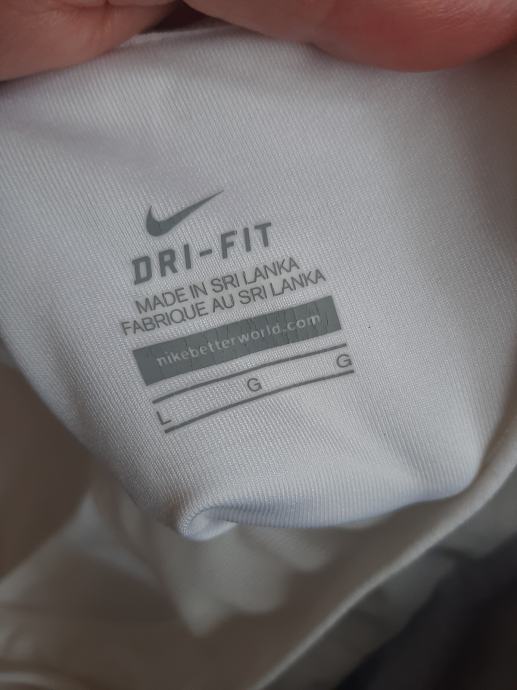 DRI-FIT
MADE IN SRI LANKA
FABRIQUE AU SRI LANKA
nikebetterworld.com
L G G